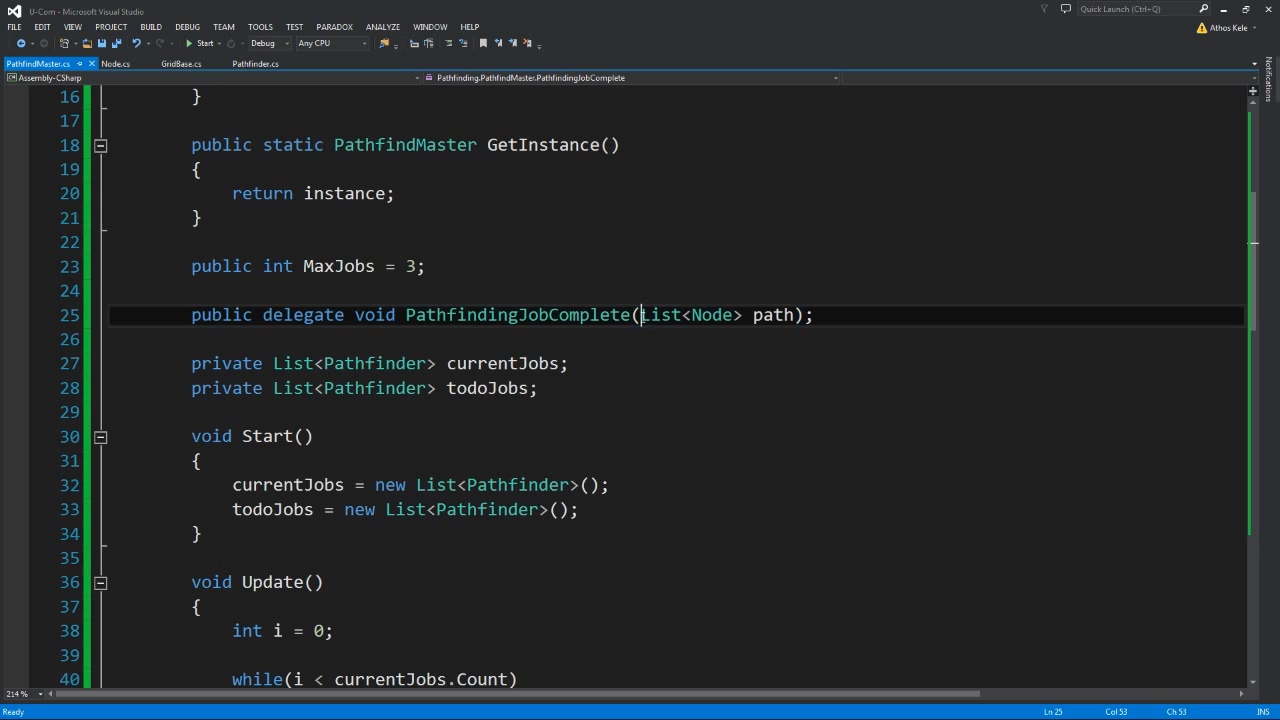 U-Com - Microsoft Visual Studio
Quick Launch (Ctrl+Q)
FILE EDIT VIEW PROJECT BUILD DEBUG TEAM TOOLS TEST PARADOX ANALYZE WINDOW HELP
Athos Kele
Start Debug Any CPU
PathfindMaster.cs Node.cs GridBase.cs Pathfinder.cs
Assembly-CSharp Pathfinding.PathfindMaster.PathfindingJobComplete
Notifications
16 }
17
18 public static PathfindMaster GetInstance()
19 {
20 return instance;
21 }
22
23 public int MaxJobs = 3;
24
25 public delegate void PathfindingJobComplete(List<Node> path);
26
27 private List<Pathfinder> currentJobs;
28 private List<Pathfinder> todoJobs;
29
30 void Start()
31 {
32 currentJobs = new List<Pathfinder>();
33 todoJobs = new List<Pathfinder>();
34 }
35
36 void Update()
37 {
38 int i = 0;
39
40 while(i < currentJobs.Count)
214 %
Ready Ln 25 Col 53 Ch 53 INS